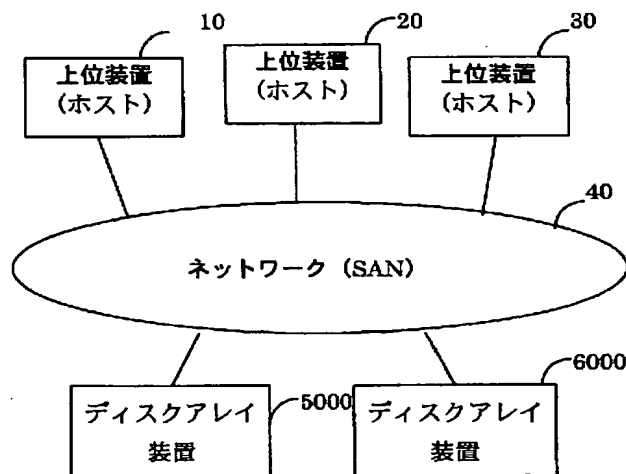 10
20
30
上位装置
(ホスト)
上位装置
(ホスト)
上位装置
(ホスト)
40
ネットワーク (SAN)
5000
6000
ディスクアレイ
装置
ディスクアレイ
装置